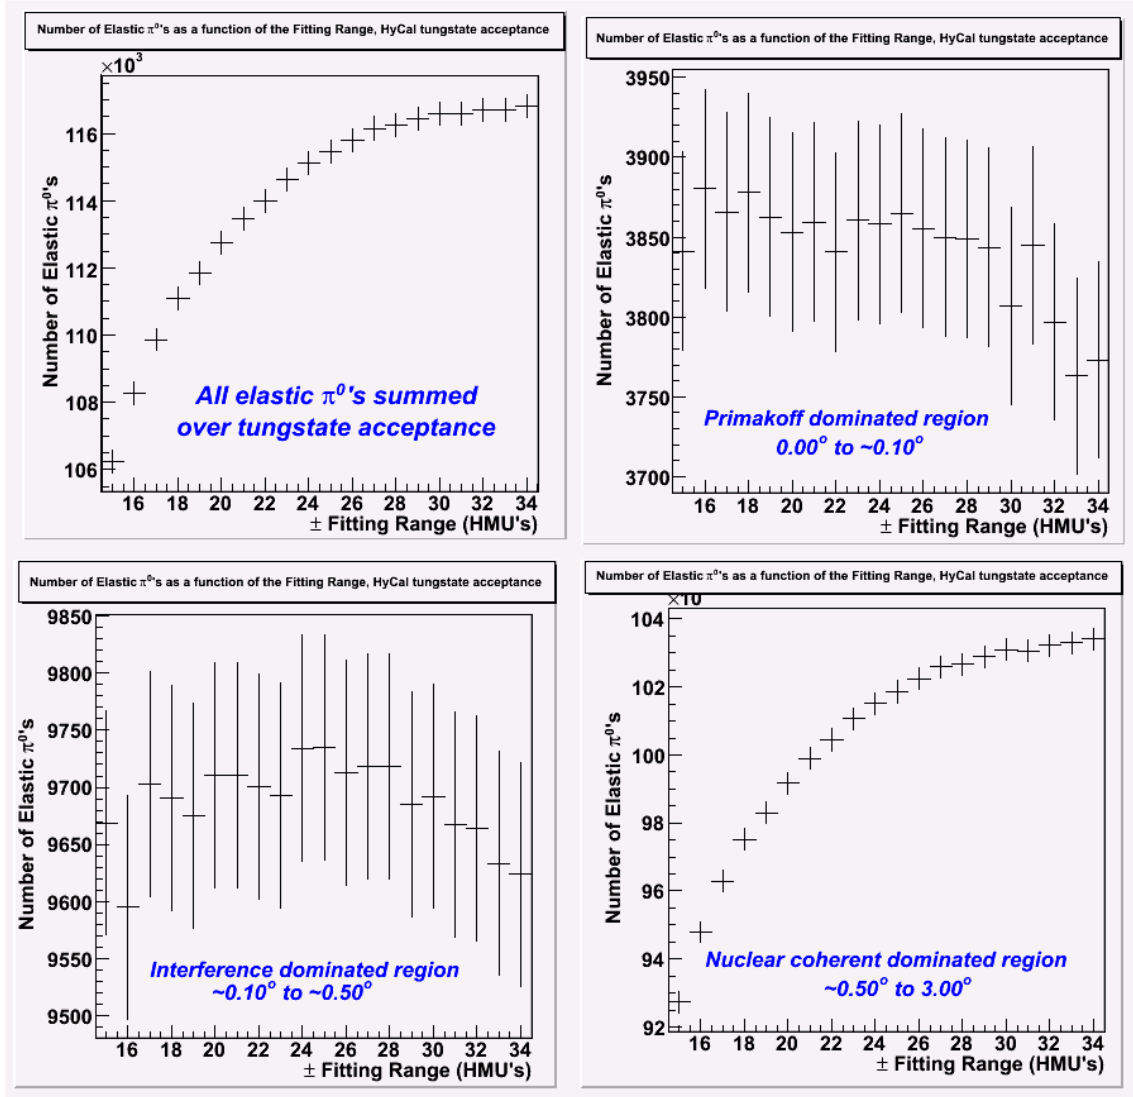 Number of Elastic π⁰'s as a function of the Fitting Range, HyCal tungstate acceptance
×10³
Number of Elastic π⁰'s
116
114
112
110
108
106
All elastic π⁰'s summed
over tungstate acceptance
16 18 20 22 24 26 28 30 32 34
± Fitting Range (HMU's)
Number of Elastic π⁰'s as a function of the Fitting Range, HyCal tungstate acceptance
Number of Elastic π⁰'s
3950
3900
3850
3800
3750
3700
Primakoff dominated region
0.00° to ~0.10°
16 18 20 22 24 26 28 30 32 34
± Fitting Range (HMU's)
Number of Elastic π⁰'s as a function of the Fitting Range, HyCal tungstate acceptance
Number of Elastic π⁰'s
9850
9800
9750
9700
9650
9600
9550
9500
Interference dominated region
~0.10° to ~0.50°
16 18 20 22 24 26 28 30 32 34
± Fitting Range (HMU's)
Number of Elastic π⁰'s as a function of the Fitting Range, HyCal tungstate acceptance
×10
Number of Elastic π⁰'s
104
102
100
98
96
94
92
Nuclear coherent dominated region
~0.50° to 3.00°
16 18 20 22 24 26 28 30 32 34
± Fitting Range (HMU's)